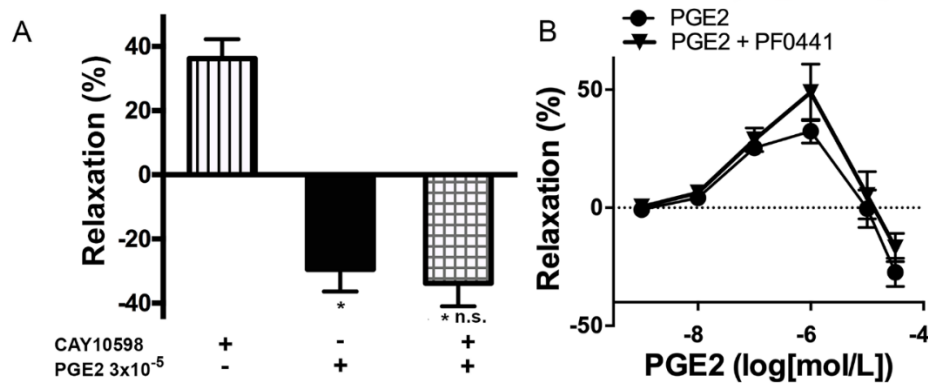 A
Relaxation (%)
40
20
0
-20
-40
*
* n.s.
CAY10598 + - +
PGE2 3x10-5 - + +
B
PGE2
PGE2 + PF0441
Relaxation (%)
50
0
-50
-8 -6 -4
PGE2 (log[mol/L])